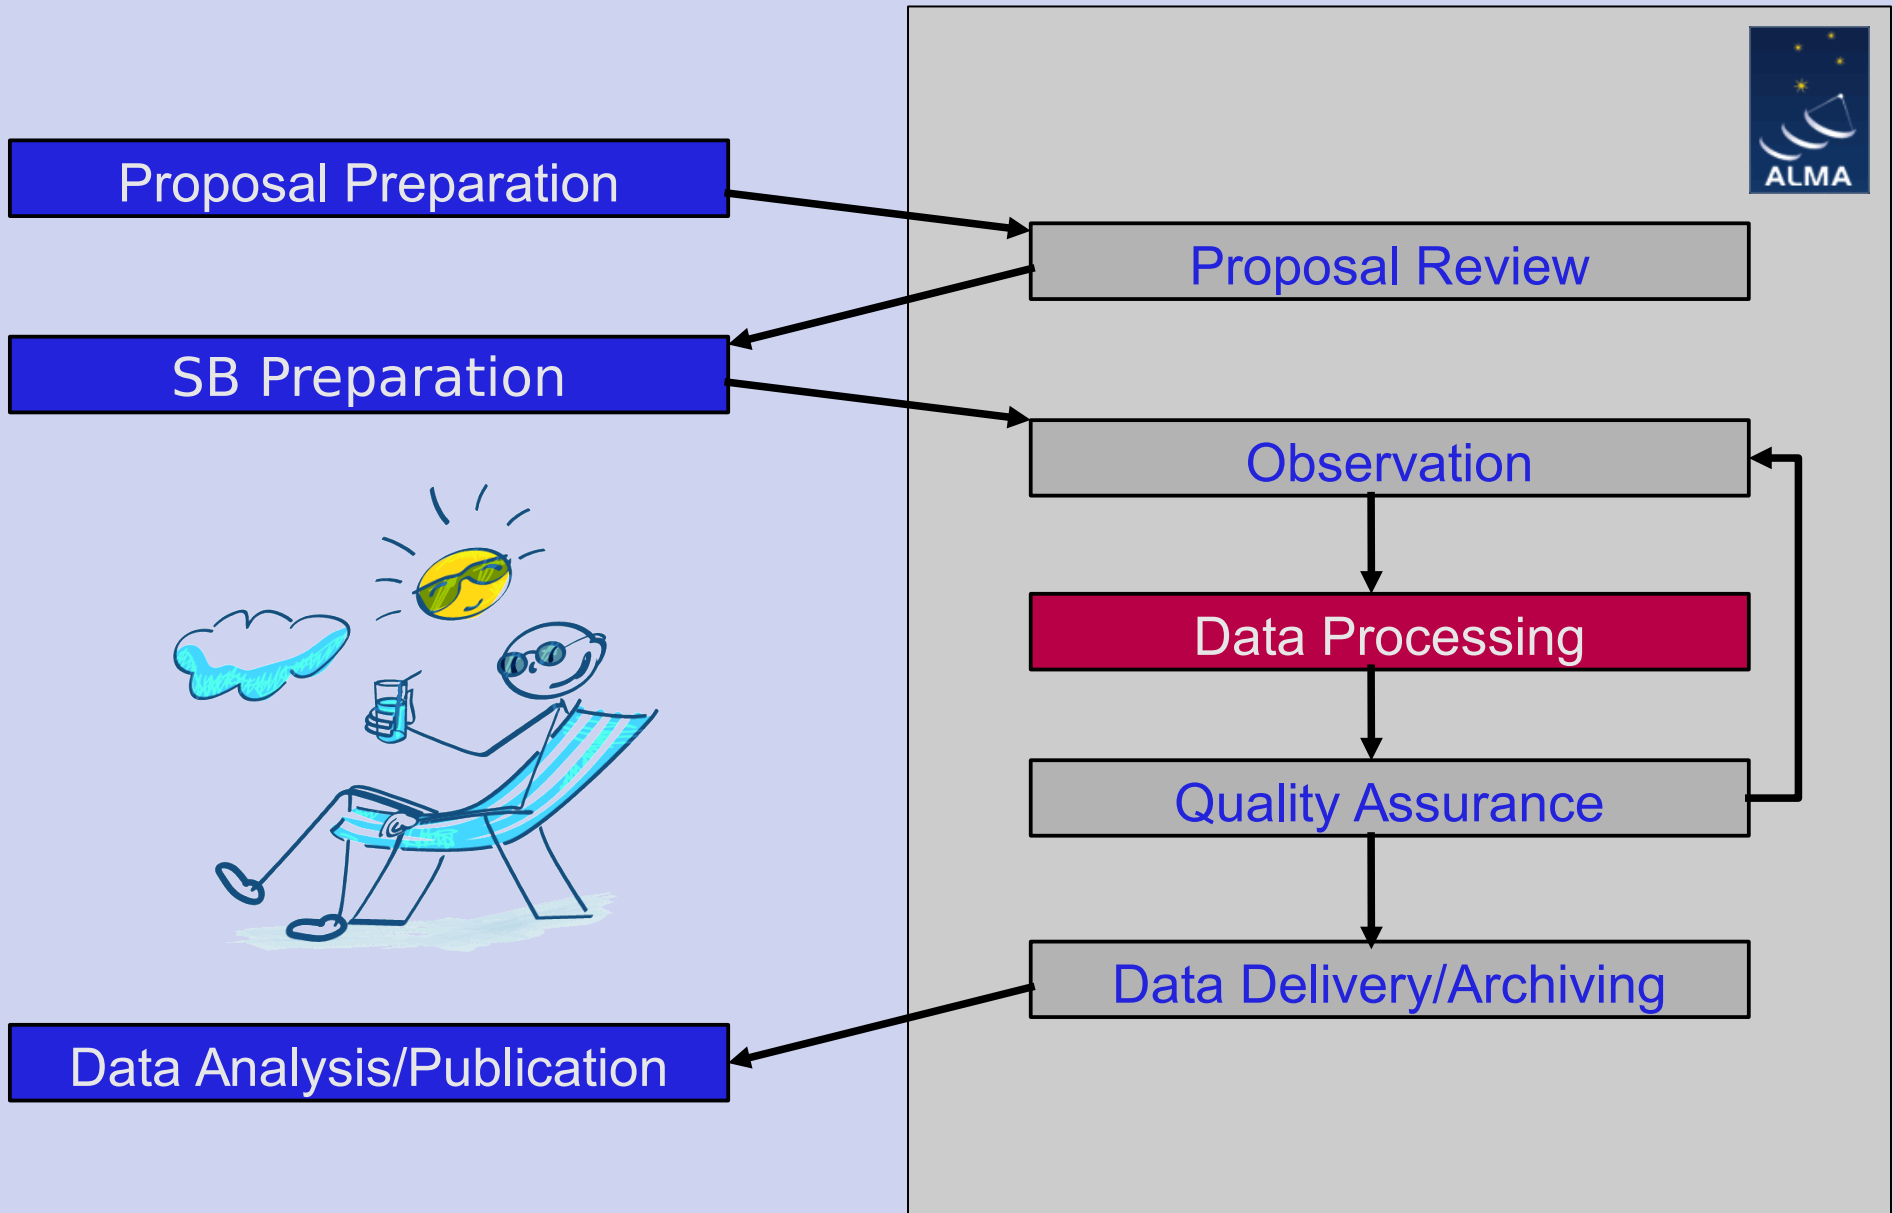 ALMA
Proposal Preparation
Proposal Review
SB Preparation
Observation
Data Processing
Quality Assurance
Data Delivery/Archiving
Data Analysis/Publication